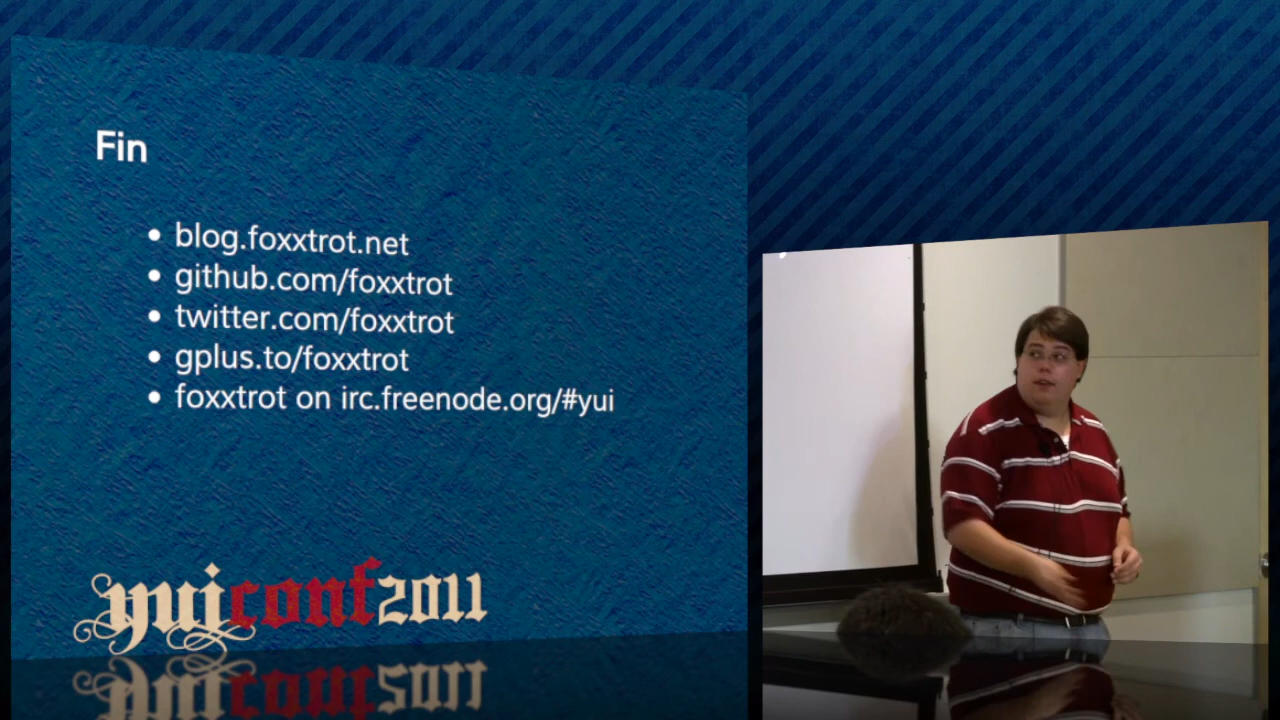 Fin
blog.foxxtrot.net
github.com/foxxtrot
twitter.com/foxxtrot
gplus.to/foxxtrot
foxxtrot on irc.freenode.org/#yui
yuiconf2011